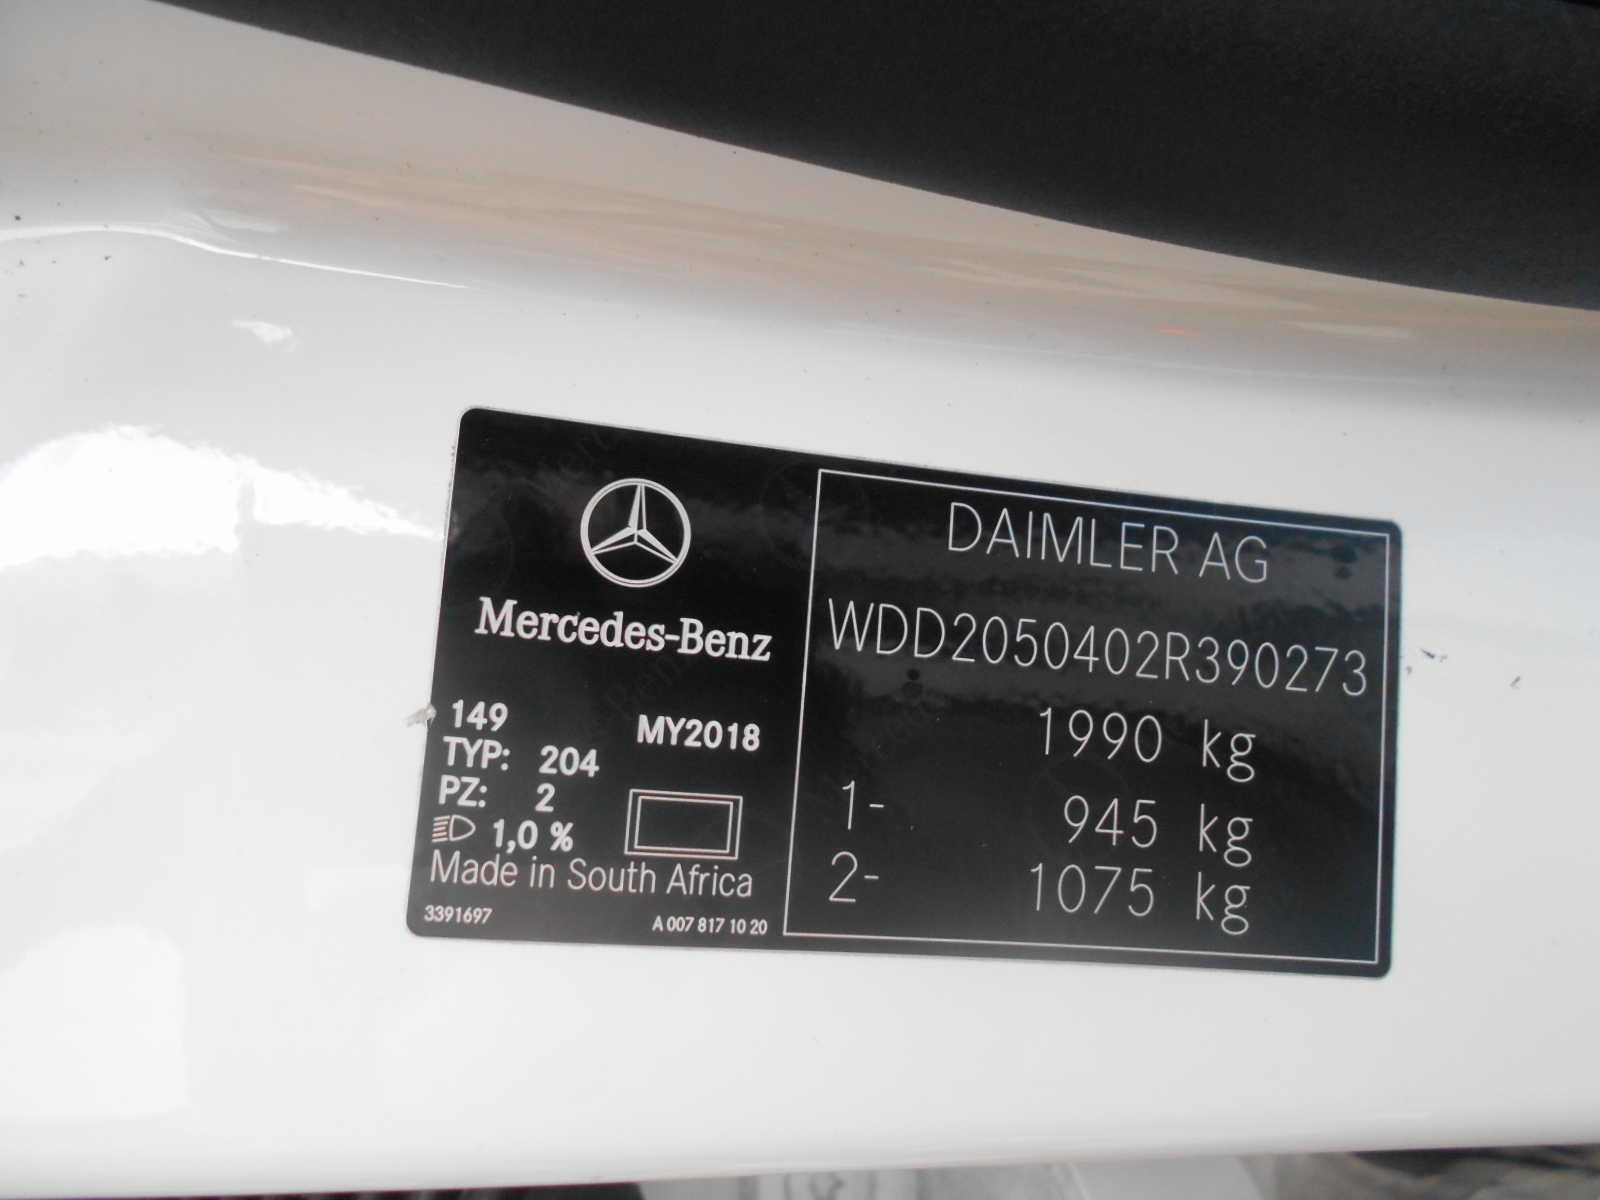 Mercedes-Benz
149
MY2018
TYP: 204
PZ: 2
1,0 %
Made in South Africa
3391697
A 007 817 10 20
DAIMLER AG
WDD2050402R390273
1990 kg
1- 945 kg
2- 1075 kg